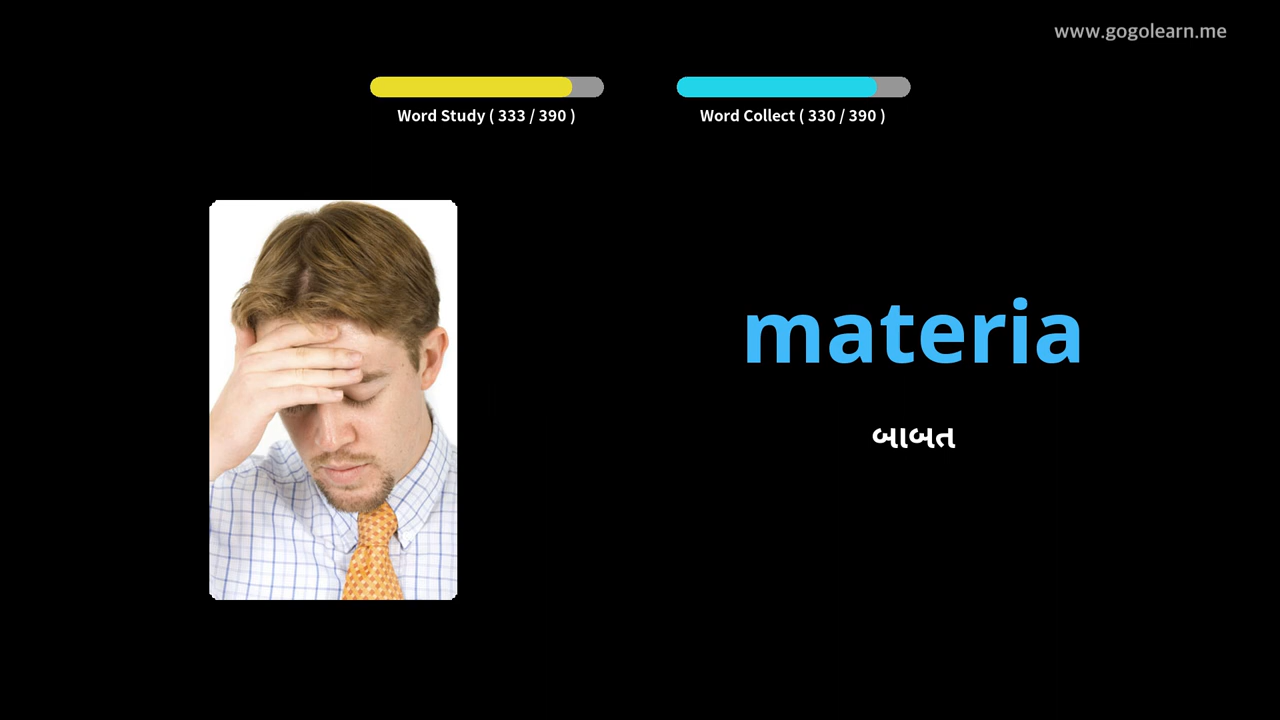 www.gogolearn.me
Word Study ( 333 / 390 )
Word Collect ( 330 / 390 )
materia
બાબત